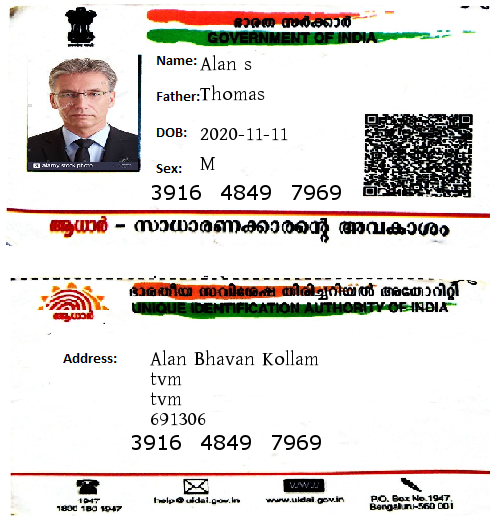 ഭാരത സർക്കാർ
GOVERNMENT OF INDIA
Name: Alan s
Father: Thomas
DOB: 2020-11-11
Sex: M
alamy stock photo
3916 4849 7969
ആധാർ – സാധാരണക്കാരന്റെ അവകാശം
ഭാരതീയ സവിശേഷ തിരിച്ചറിയൽ അതോറിറ്റി
UNIQUE IDENTIFICATION AUTHORITY OF INDIA
ആധാർ
Address: Alan Bhavan Kollam
tvm
tvm
691306
3916 4849 7969
1947
1800 180 1947
help@uidai.gov.in
WWW
www.uidai.gov.in
P.O. Box No.1947,
Bengaluru-560 001